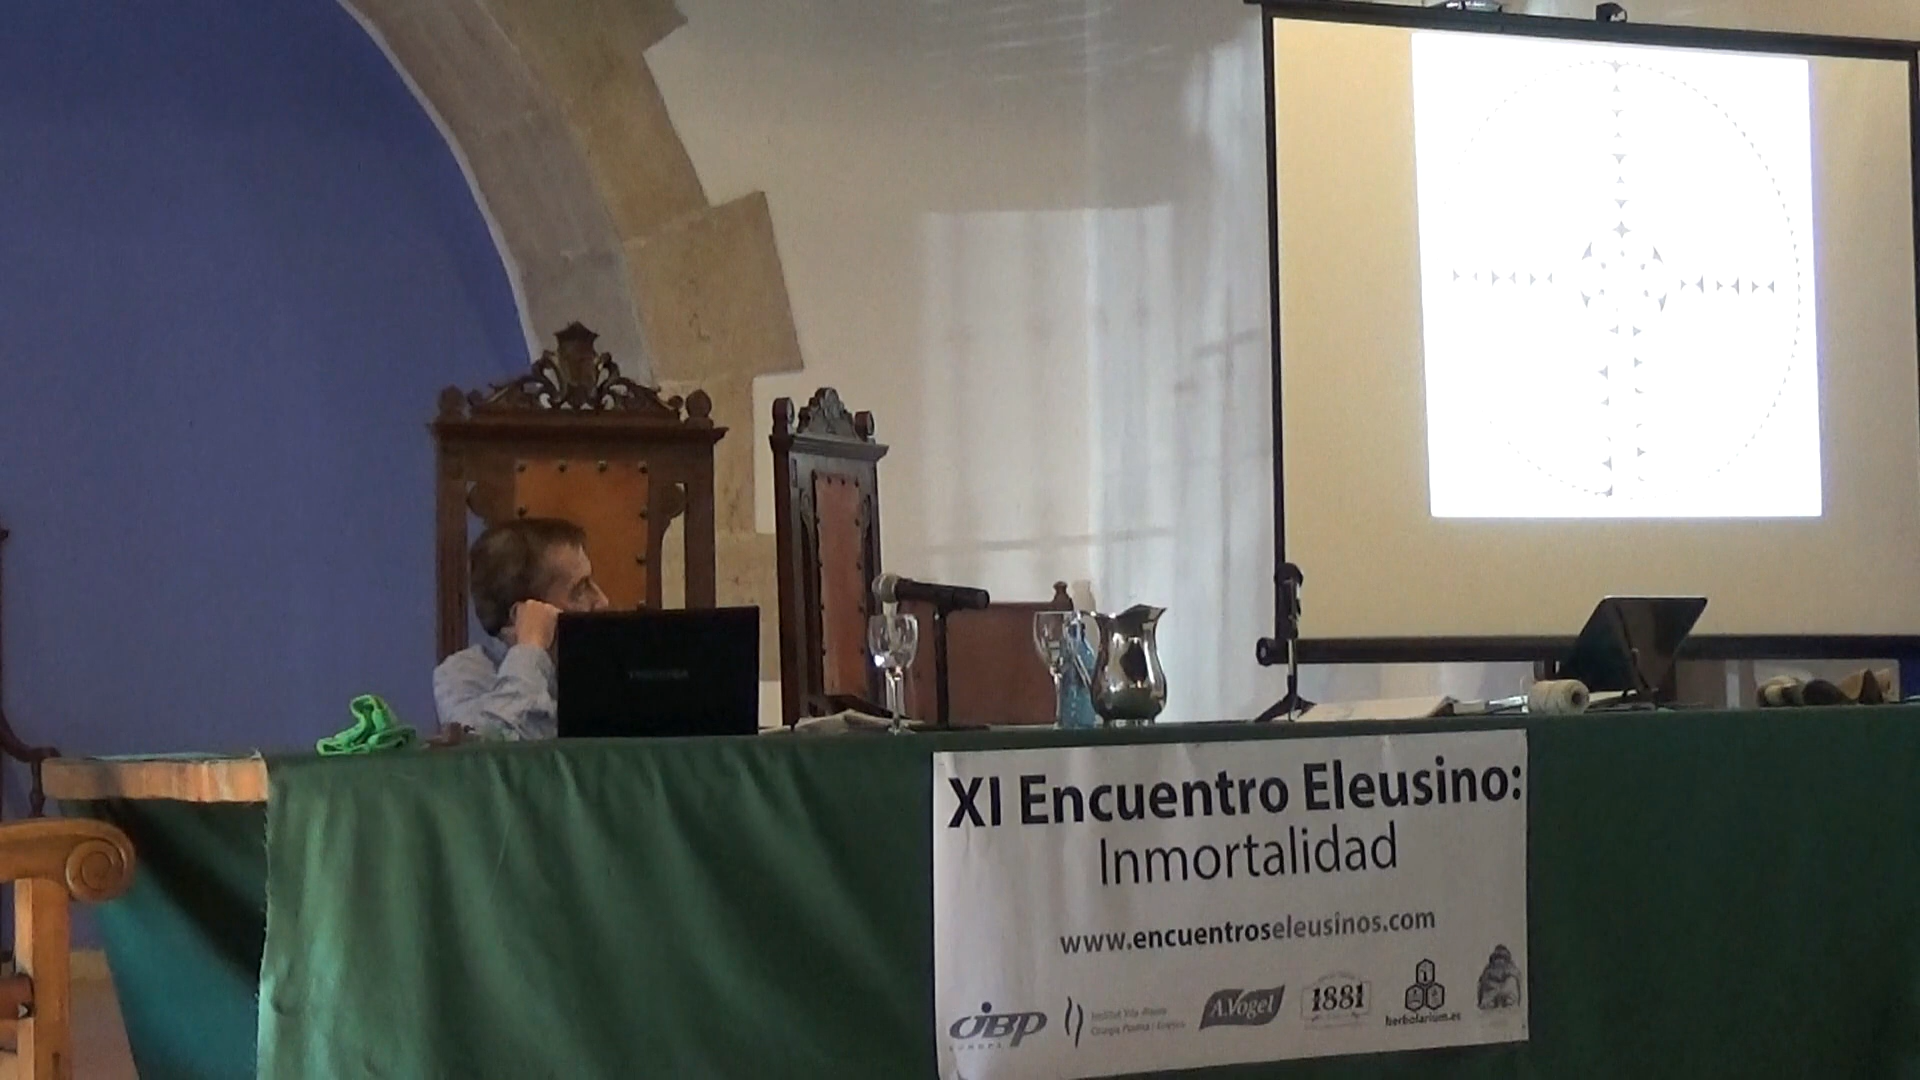 XI Encuentro Eleusino:
Inmortalidad
www.encuentroseleusinos.com
A.Vogel
1881
herbolarium.es